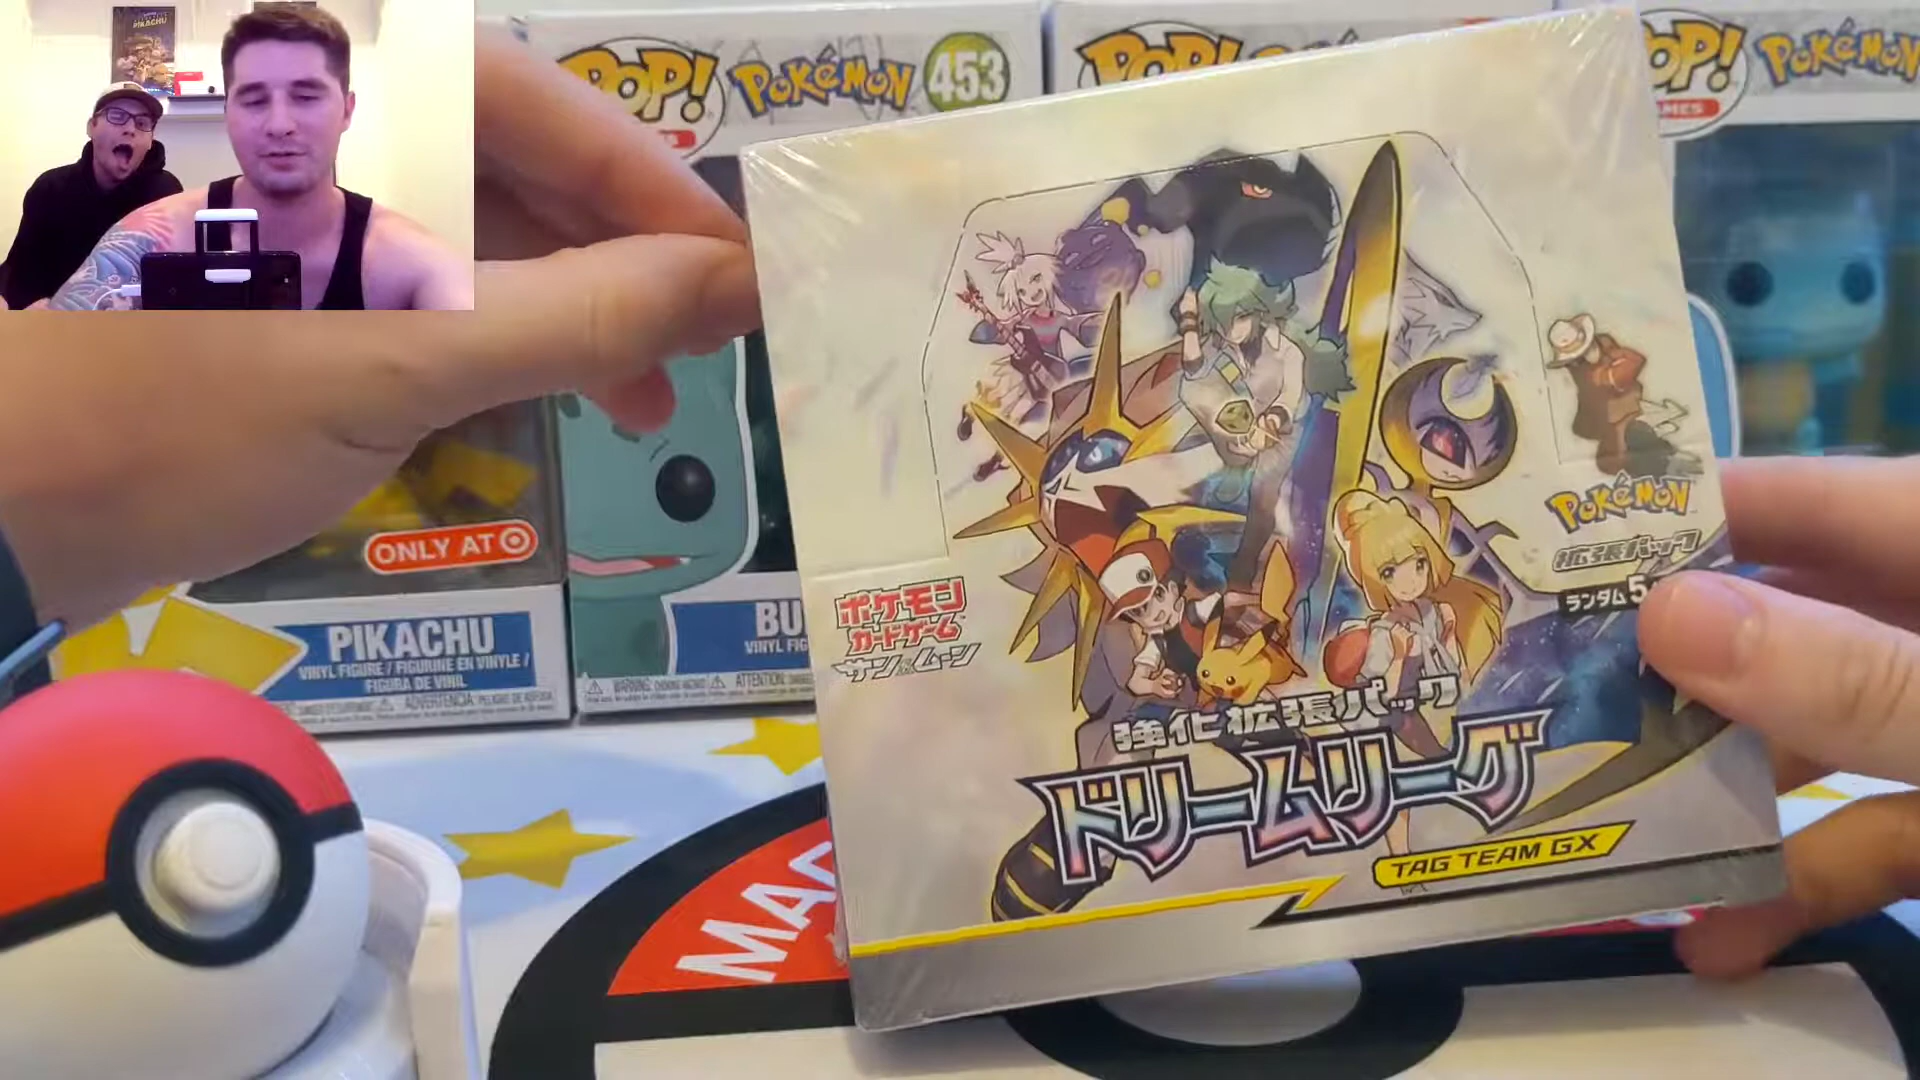 PIKACHU
POP!
POKéMON
453
POP!
POP!
GAMES
POKéMON
ONLY AT
PIKACHU
VINYL FIGURE / FIGURINE EN VINYLE /
FIGURA DE VINIL
BU
VINYL FIG
WARNING:
ATTENTION:
ポケモン
カードゲーム
サン&ムーン
POKéMON
拡張パック
ランダム5
強化拡張パック
ドリームリーグ
TAG TEAM GX
MAC